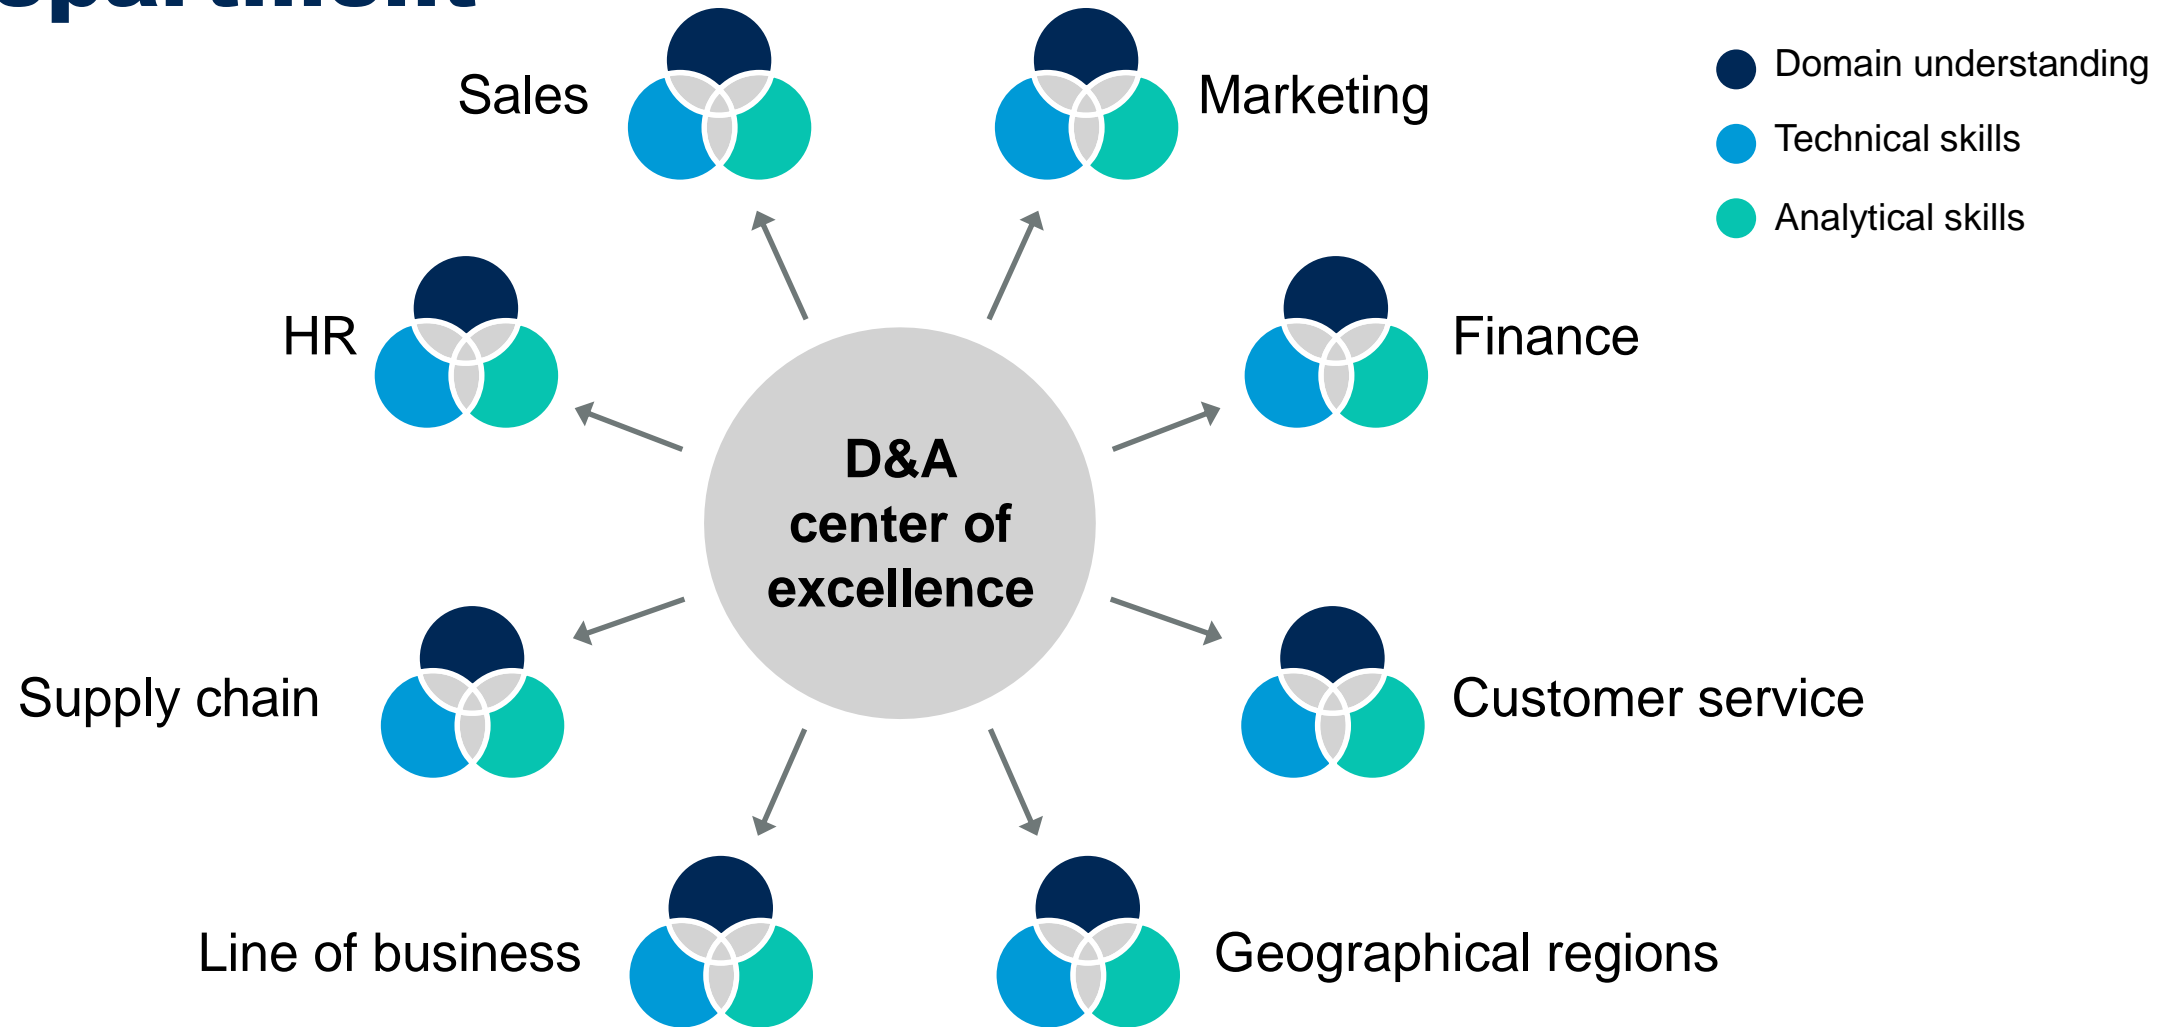 Sales
Marketing
Domain understanding
Technical skills
Analytical skills
HR
Finance
D&A
center of
excellence
Supply chain
Customer service
Line of business
Geographical regions